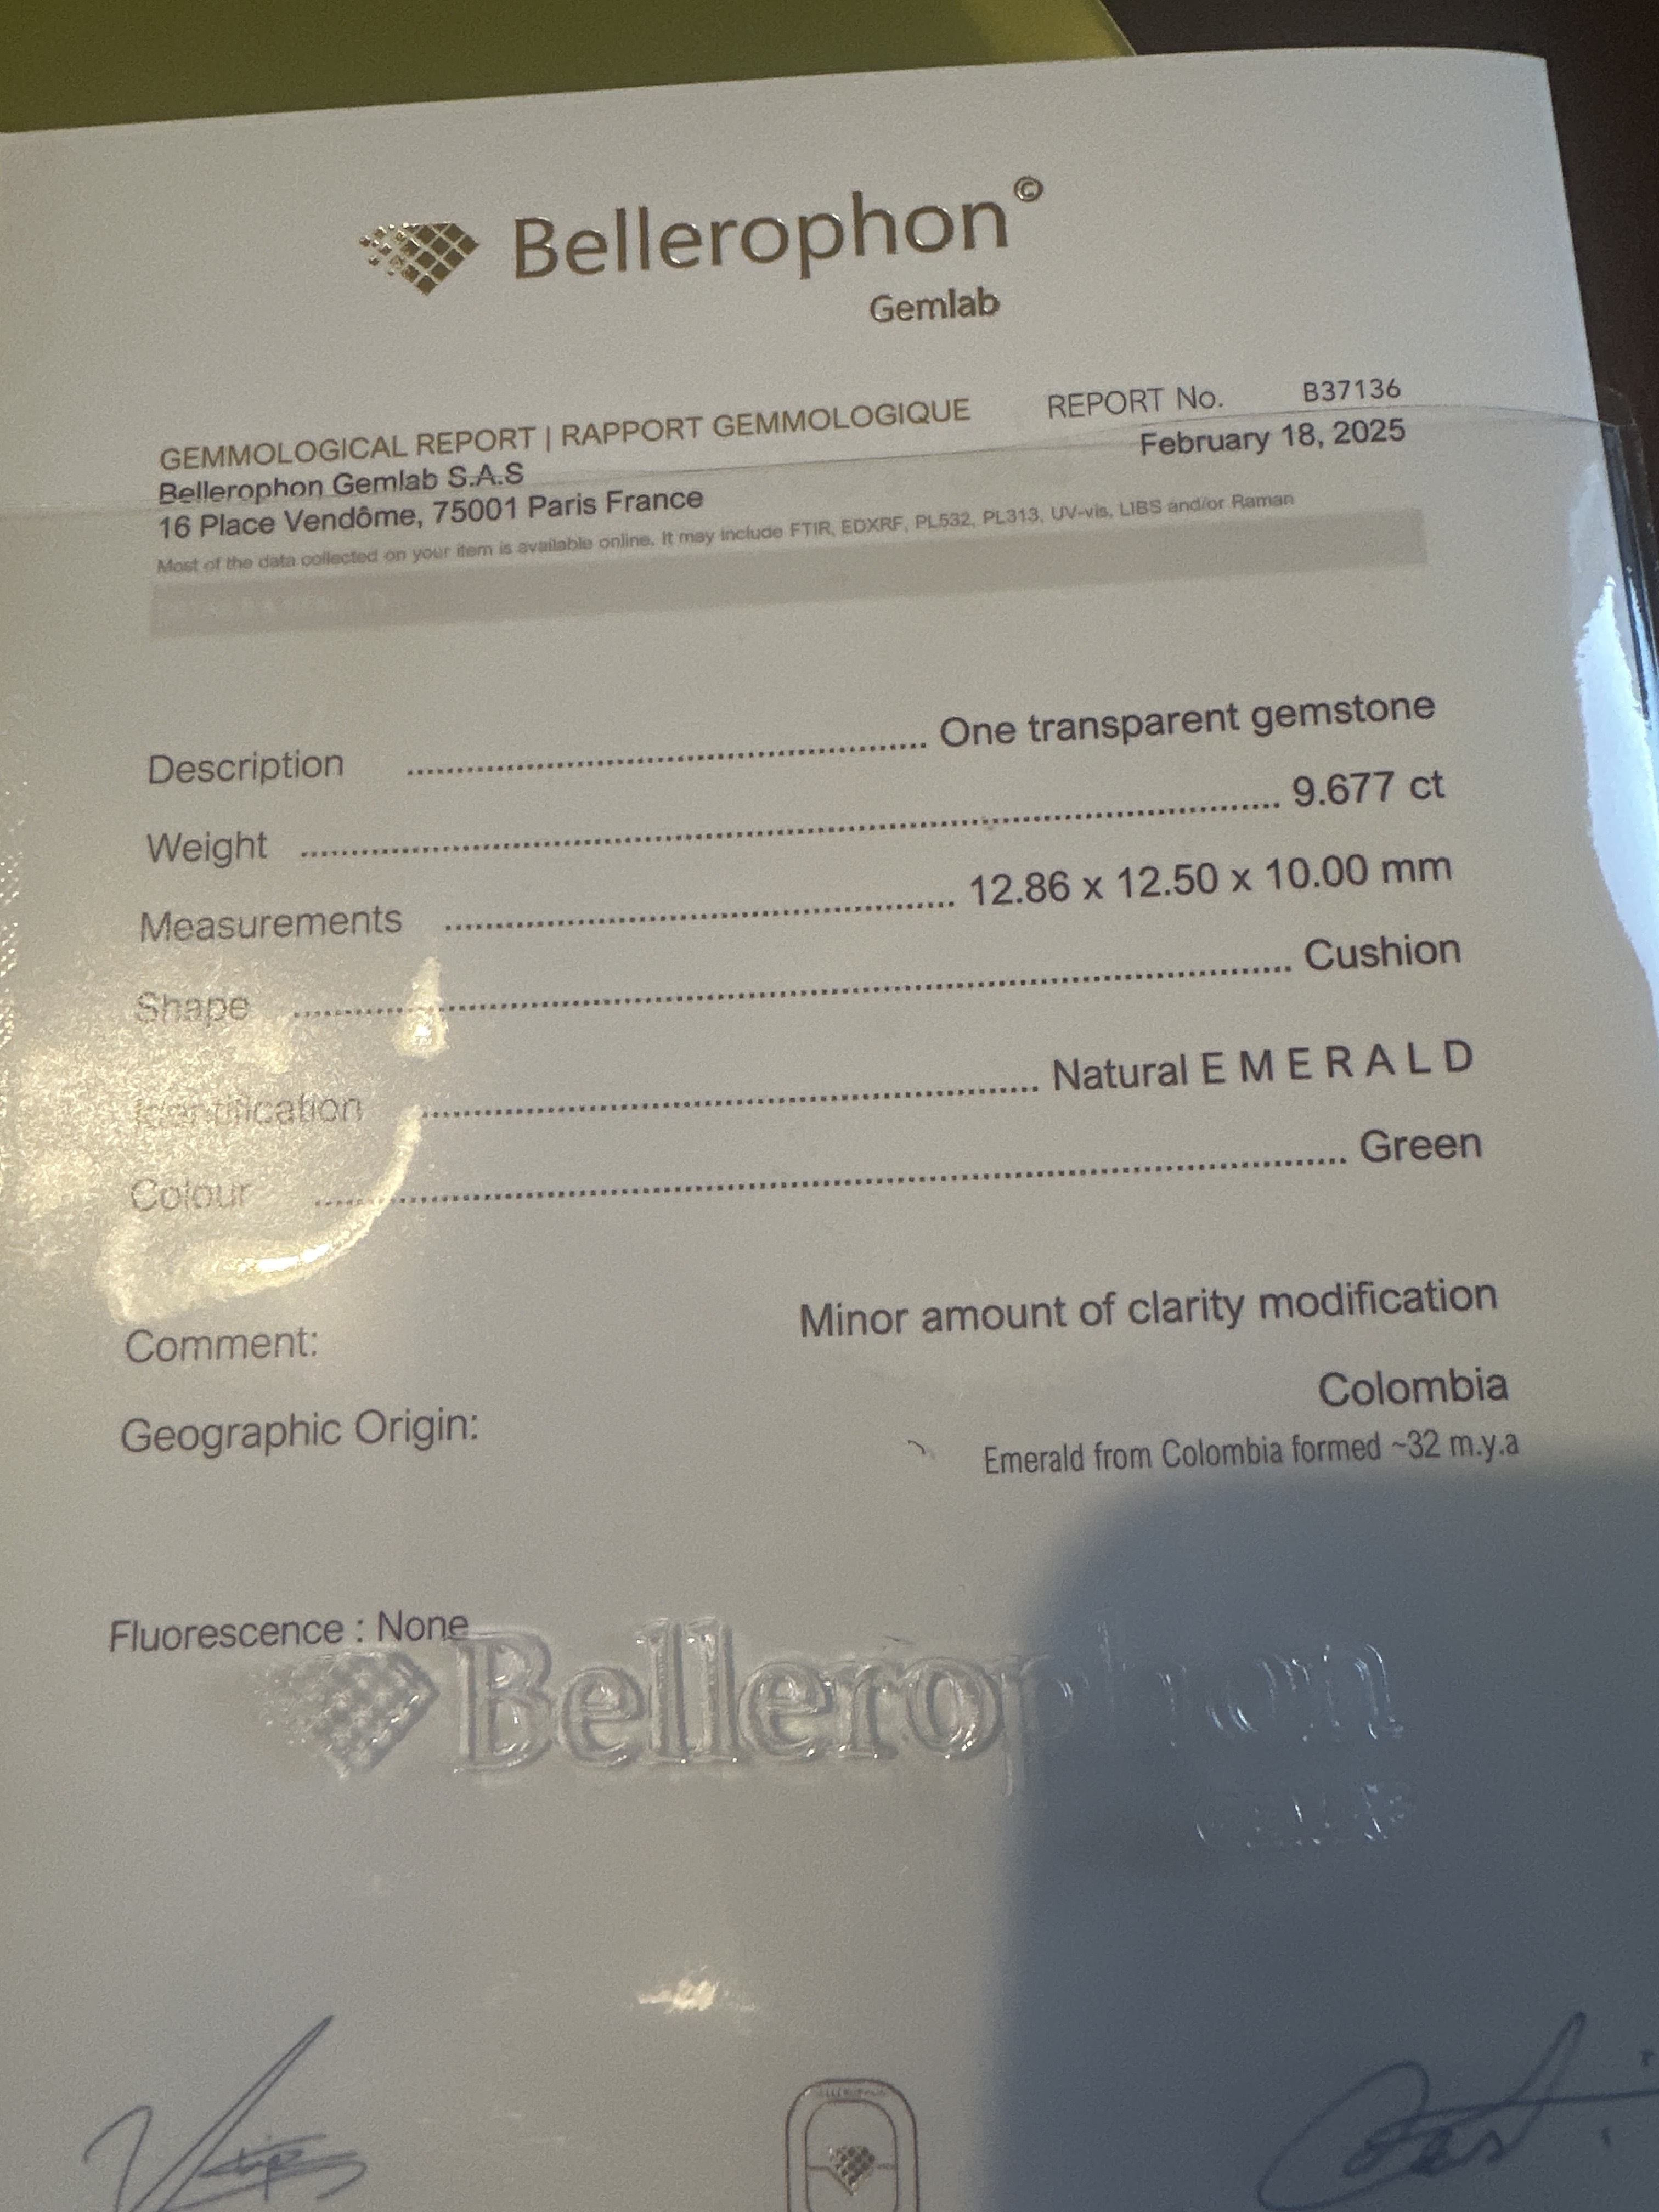 Bellerophon©
Gemlab
GEMMOLOGICAL REPORT | RAPPORT GEMMOLOGIQUE
REPORT No. B37136
Bellerophon Gemlab S.A.S
February 18, 2025
16 Place Vendôme, 75001 Paris France
Most of the data collected on your item is available online. It may include FTIR, EDXRF, PL532, PL313, UV-vis, LIBS and/or Raman
Description .......... One transparent gemstone
Weight .......... 9.677 ct
Measurements .......... 12.86 x 12.50 x 10.00 mm
Shape .......... Cushion
Identification .......... Natural E M E R A L D
Colour .......... Green
Comment: Minor amount of clarity modification
Geographic Origin: Colombia
Emerald from Colombia formed ~32 m.y.a
Fluorescence : None
Bellerophon